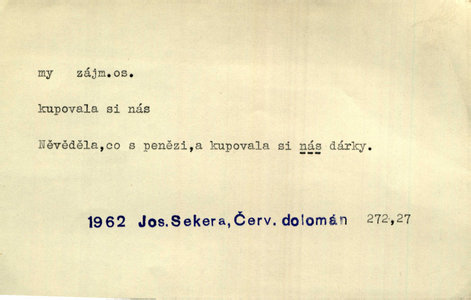 my zájm.os.
kupovala si nás
Něvěděla,co s penězi,a kupovala si nás dárky.
1962 Jos.Sekera,Červ. dolomán 272,27